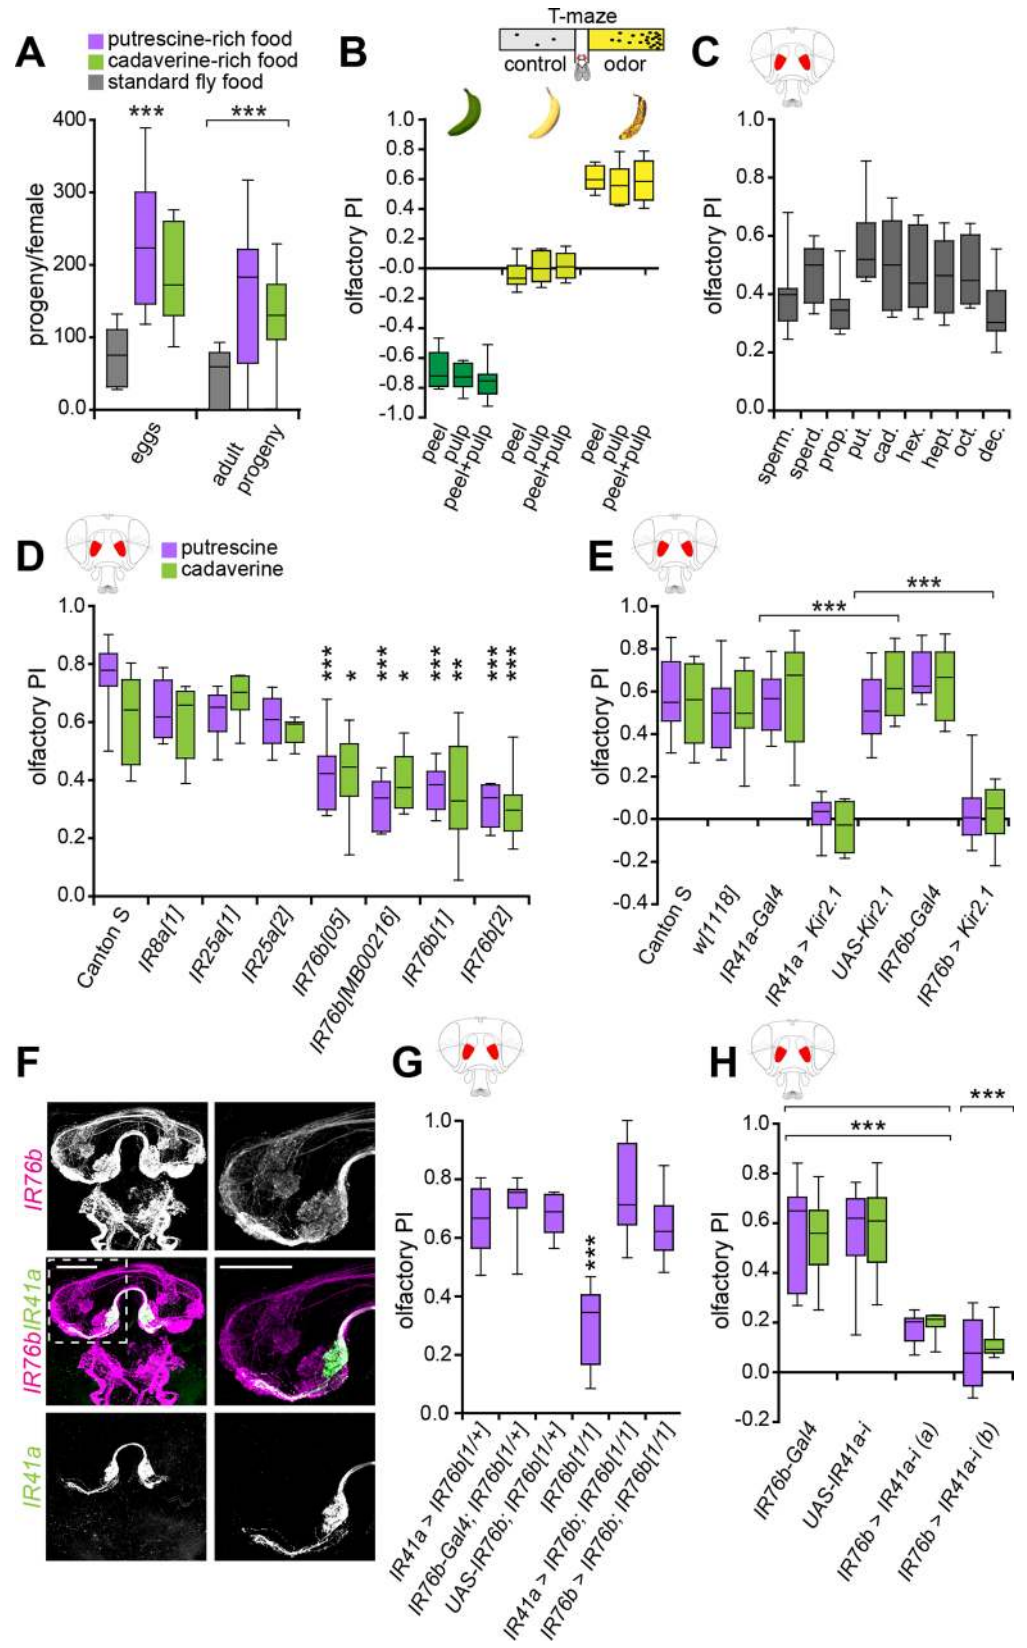 A
putrescine-rich food
cadaverine-rich food
standard fly food
progeny/female
400
300
200
100
0.0
***
***
eggs
adult
progeny
B
T-maze
control
odor
olfactory PI
1.0
0.8
0.6
0.4
0.2
-0.0
-0.2
-0.4
-0.6
-0.8
-1.0
peel
pulp
peel+pulp
peel
pulp
peel+pulp
peel
pulp
peel+pulp
C
olfactory PI
1.0
0.8
0.6
0.4
0.2
0.0
sperm.
sperd.
prop.
put.
cad.
hex.
hept.
oct.
dec.
D
putrescine
cadaverine
olfactory PI
1.0
0.8
0.6
0.4
0.2
0.0
***
*
***
*
***
**
***
***
Canton S
IR8a[1]
IR25a[1]
IR25a[2]
IR76b[05]
IR76b[MB00216]
IR76b[1]
IR76b[2]
E
olfactory PI
1.0
0.8
0.6
0.4
0.2
-0.0
-0.2
-0.4
***
***
Canton S
w[1118]
IR41a-Gal4
IR41a > Kir2.1
UAS-Kir2.1
IR76b-Gal4
IR76b > Kir2.1
F
IR76b
IR76bIR41a
IR41a
G
olfactory PI
1.0
0.8
0.6
0.4
0.2
0.0
***
IR41a > IR76b[1/+]
IR76b-Gal4; IR76b[1/+]
UAS-IR76b; IR76b[1/+]
IR76b[1/1]
IR41a > IR76b; IR76b[1/1]
IR76b > IR76b; IR76b[1/1]
H
olfactory PI
1.0
0.8
0.6
0.4
0.2
0.0
-0.2
***
***
IR76b-Gal4
UAS-IR41a-i
IR76b > IR41a-i (a)
IR76b > IR41a-i (b)